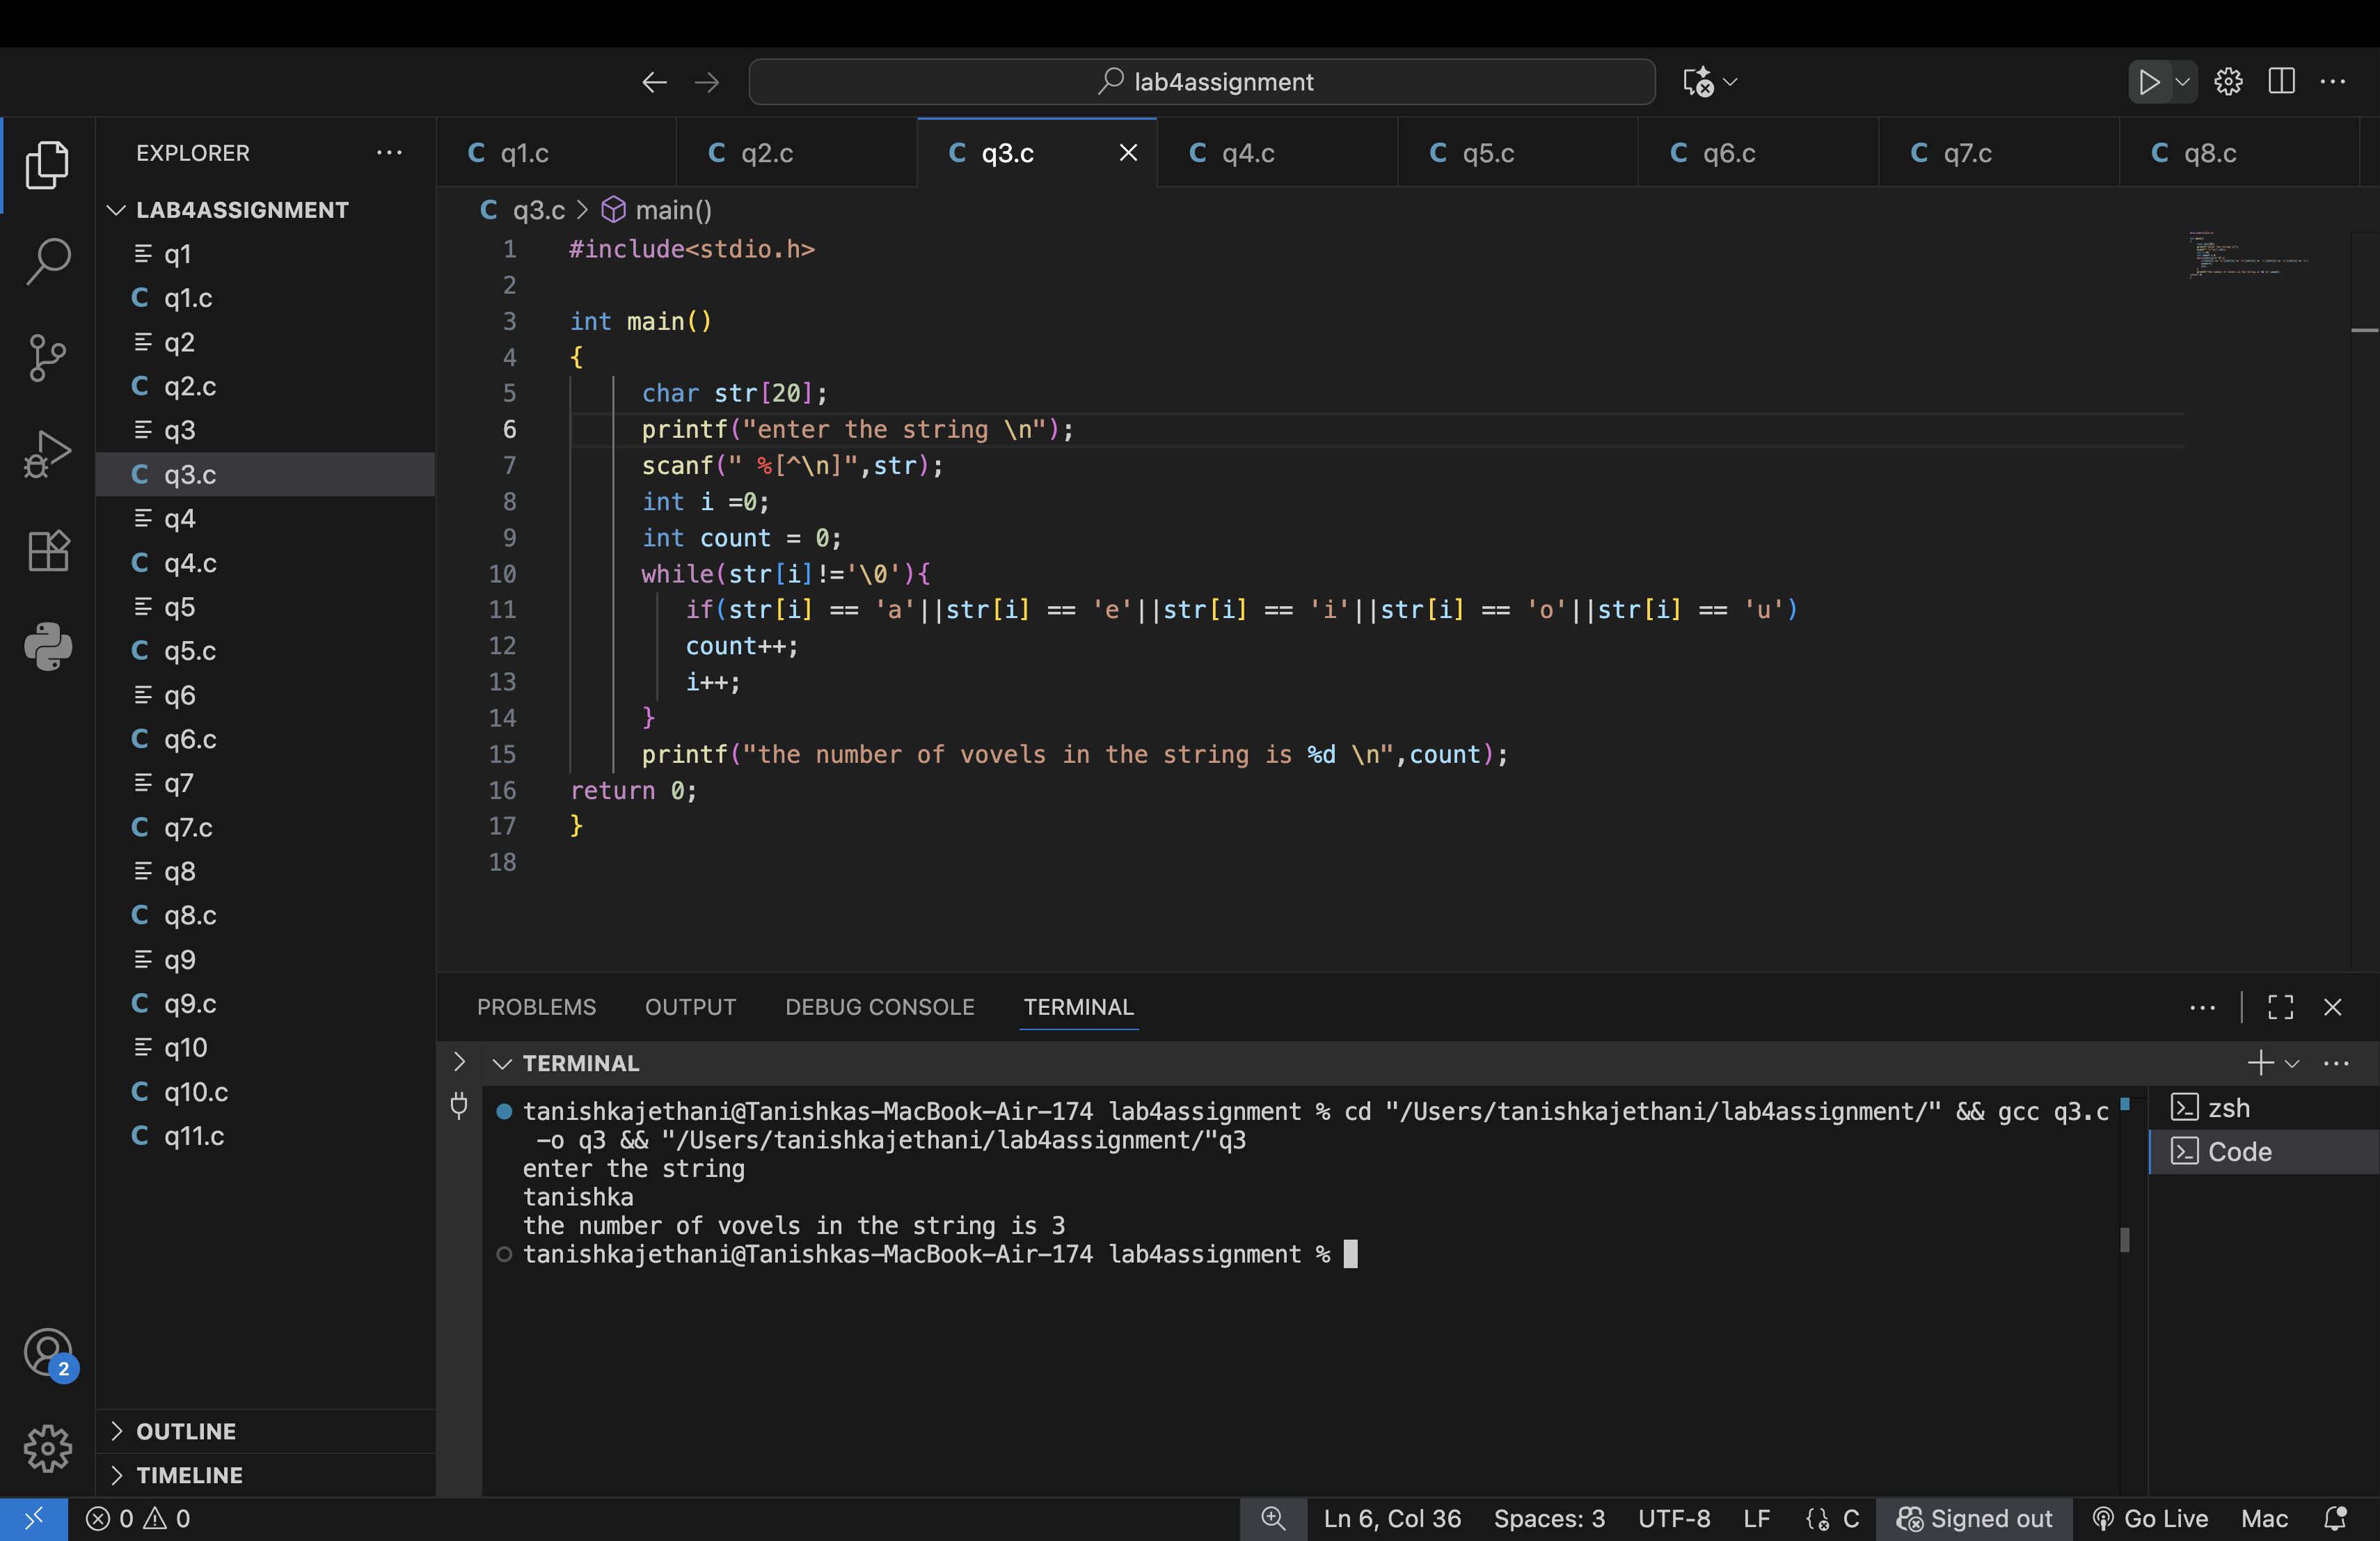 lab4assignment
EXPLORER
LAB4ASSIGNMENT
q1
q1.c
q2
q2.c
q3
q3.c
q4
q4.c
q5
q5.c
q6
q6.c
q7
q7.c
q8
q8.c
q9
q9.c
q10
q10.c
q11.c
OUTLINE
TIMELINE
q1.c q2.c q3.c q4.c q5.c q6.c q7.c q8.c
q3.c > main()
1 #include<stdio.h>
2
3 int main()
4 {
5 char str[20];
6 printf("enter the string \n");
7 scanf(" %[^\n]",str);
8 int i =0;
9 int count = 0;
10 while(str[i]!='\0'){
11 if(str[i] == 'a'||str[i] == 'e'||str[i] == 'i'||str[i] == 'o'||str[i] == 'u')
12 count++;
13 i++;
14 }
15 printf("the number of vovels in the string is %d \n",count);
16 return 0;
17 }
18
PROBLEMS OUTPUT DEBUG CONSOLE TERMINAL
TERMINAL
tanishkajethani@Tanishkas-MacBook-Air-174 lab4assignment % cd "/Users/tanishkajethani/lab4assignment/" && gcc q3.c
-o q3 && "/Users/tanishkajethani/lab4assignment/"q3
enter the string
tanishka
the number of vovels in the string is 3
tanishkajethani@Tanishkas-MacBook-Air-174 lab4assignment %
zsh
Code
2
0 0 Ln 6, Col 36 Spaces: 3 UTF-8 LF C Signed out Go Live Mac